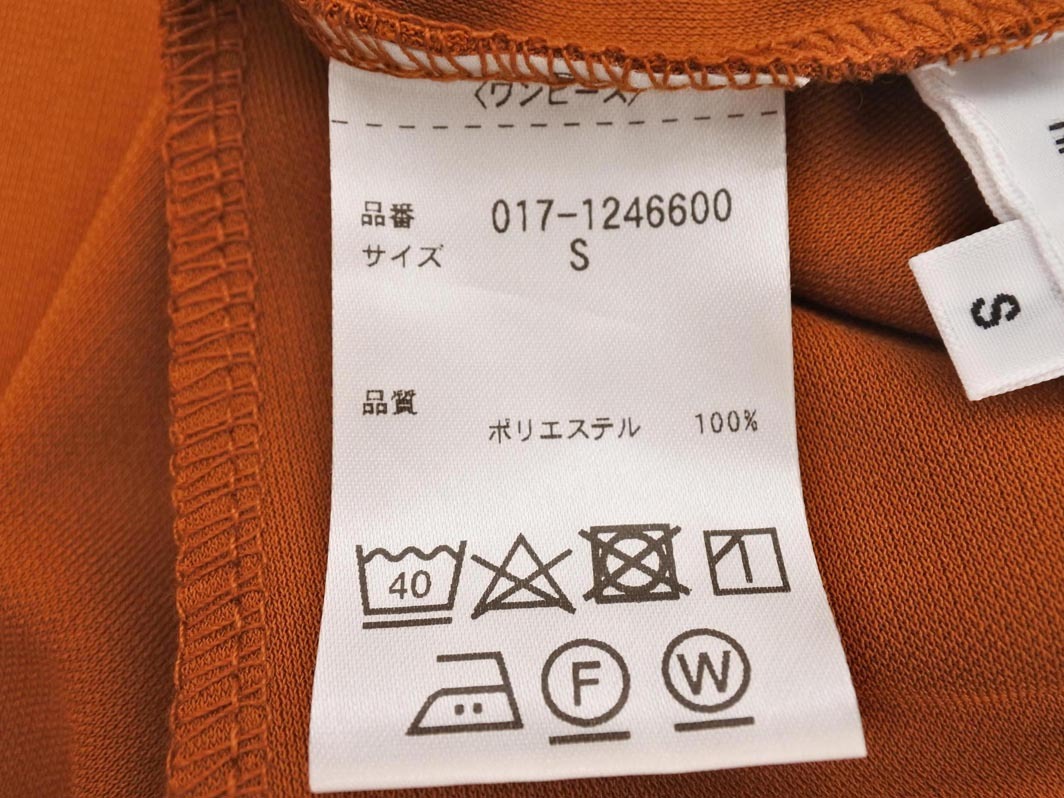 〈ワンピース〉
品番 017-1246600
サイズ S
品質
ポリエステル 100%
40
F W
S